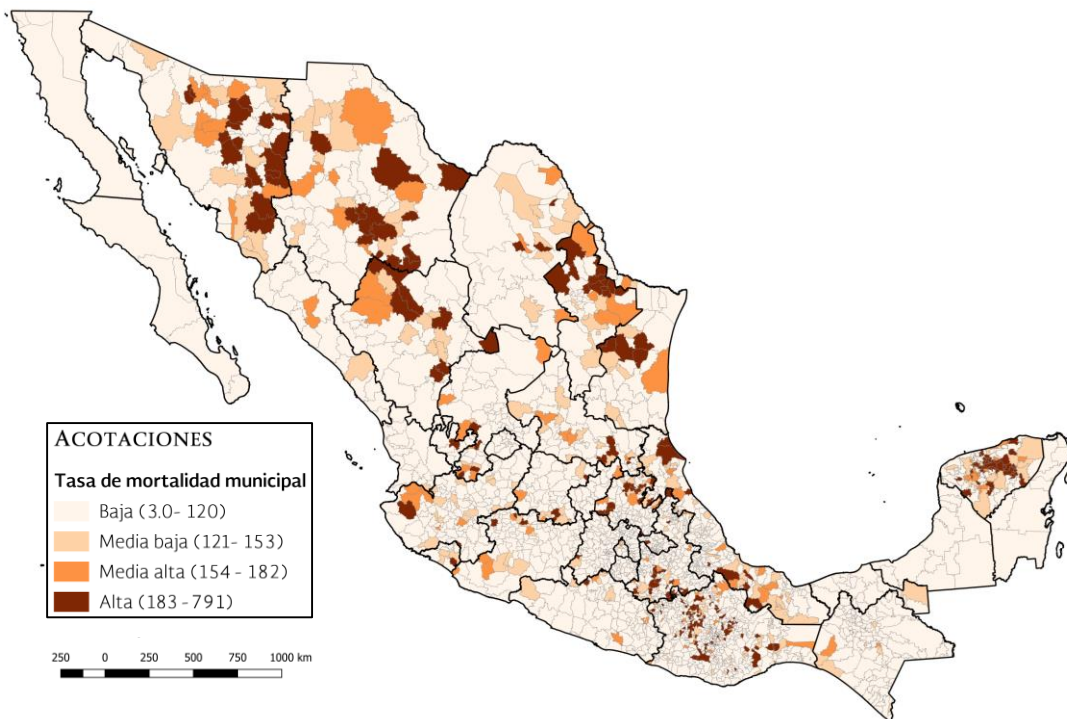 ACOTACIONES
Tasa de mortalidad municipal
Baja (3.0- 120)
Media baja (121- 153)
Media alta (154 - 182)
Alta (183 - 791)
250 0 250 500 750 1000 km